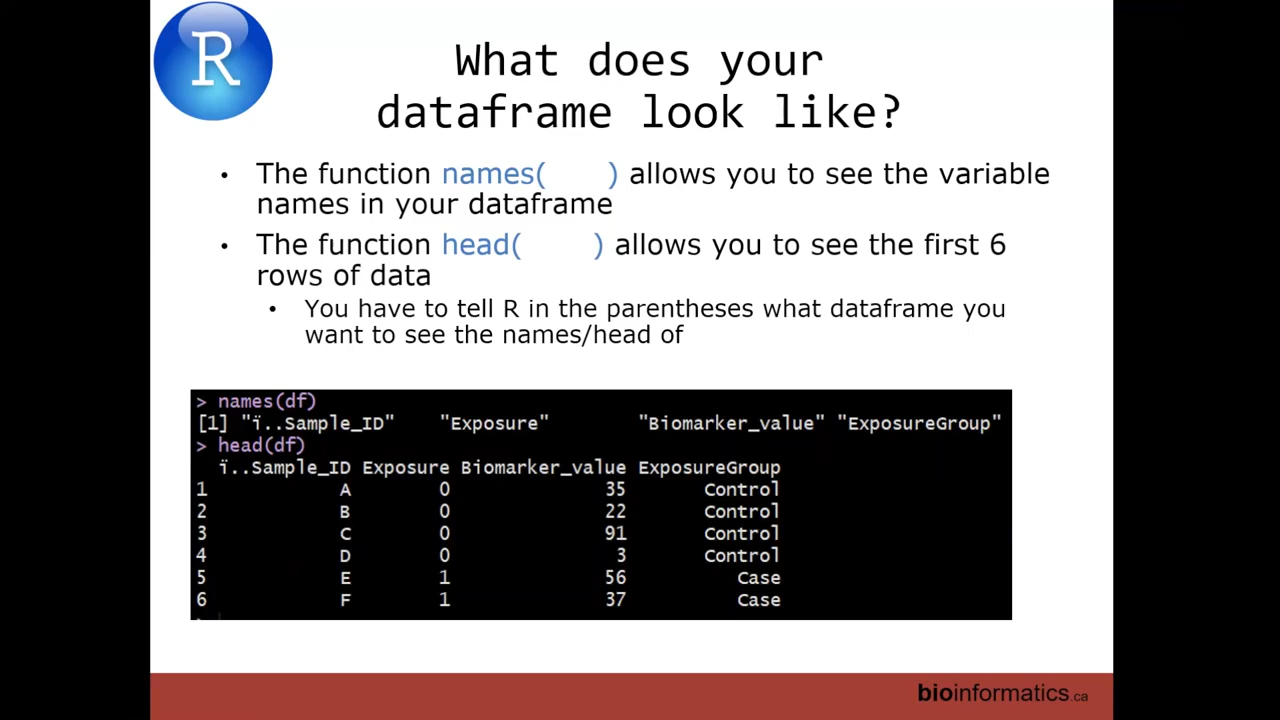 R
What does your
dataframe look like?
• The function names( ) allows you to see the variable
names in your dataframe
• The function head( ) allows you to see the first 6
rows of data
• You have to tell R in the parentheses what dataframe you
want to see the names/head of
> names(df)
[1] "ï..Sample_ID" "Exposure" "Biomarker_value" "ExposureGroup"
> head(df)
ï..Sample_ID Exposure Biomarker_value ExposureGroup
1 A 0 35 Control
2 B 0 22 Control
3 C 0 91 Control
4 D 0 3 Control
5 E 1 56 Case
6 F 1 37 Case
bioinformatics.ca